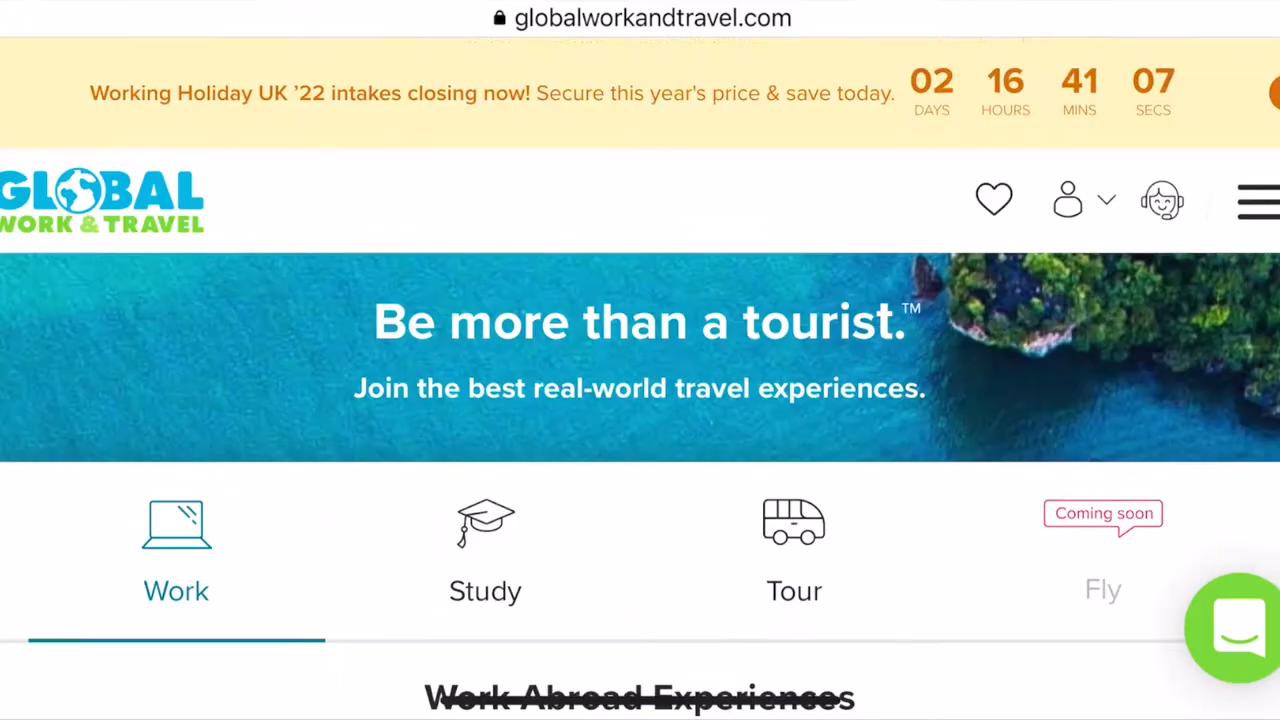 globalworkandtravel.com
Working Holiday UK ’22 intakes closing now! Secure this year's price & save today.
02 16 41 07
DAYS HOURS MINS SECS
GLOBAL
WORK & TRAVEL
Be more than a tourist.™
Join the best real-world travel experiences.
Coming soon
Work Study Tour Fly
Work Abroad Experiences